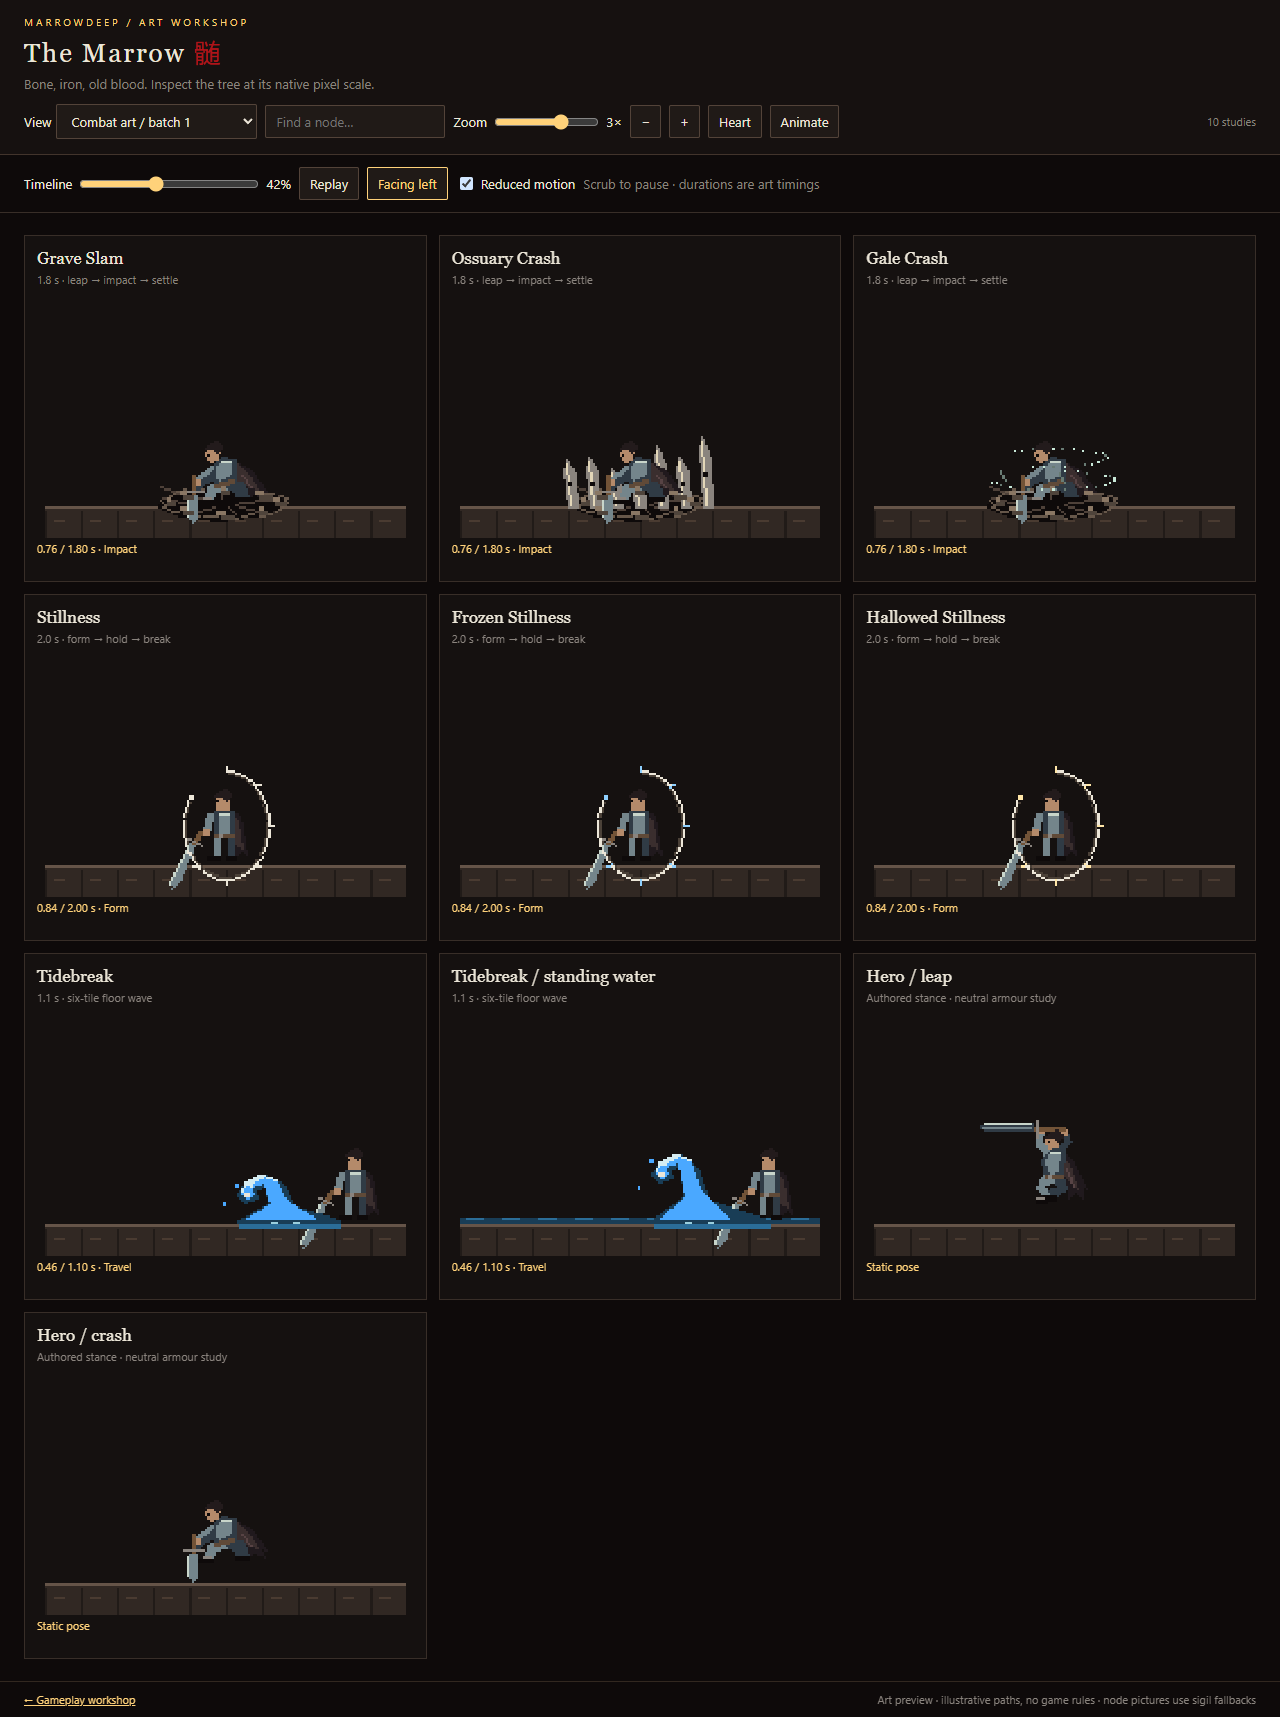 MARROWDEEP / ART WORKSHOP
The Marrow 髄
Bone, iron, old blood. Inspect the tree at its native pixel scale.
View Combat art / batch 1 Find a node... Zoom 3× − + Heart Animate 10 studies
Timeline 42% Replay Facing left Reduced motion Scrub to pause · durations are art timings
Grave Slam
1.8 s · leap → impact → settle
0.76 / 1.80 s · Impact
Ossuary Crash
1.8 s · leap → impact → settle
0.76 / 1.80 s · Impact
Gale Crash
1.8 s · leap → impact → settle
0.76 / 1.80 s · Impact
Stillness
2.0 s · form → hold → break
0.84 / 2.00 s · Form
Frozen Stillness
2.0 s · form → hold → break
0.84 / 2.00 s · Form
Hallowed Stillness
2.0 s · form → hold → break
0.84 / 2.00 s · Form
Tidebreak
1.1 s · six-tile floor wave
0.46 / 1.10 s · Travel
Tidebreak / standing water
1.1 s · six-tile floor wave
0.46 / 1.10 s · Travel
Hero / leap
Authored stance · neutral armour study
Static pose
Hero / crash
Authored stance · neutral armour study
Static pose
← Gameplay workshop
Art preview · illustrative paths, no game rules · node pictures use sigil fallbacks